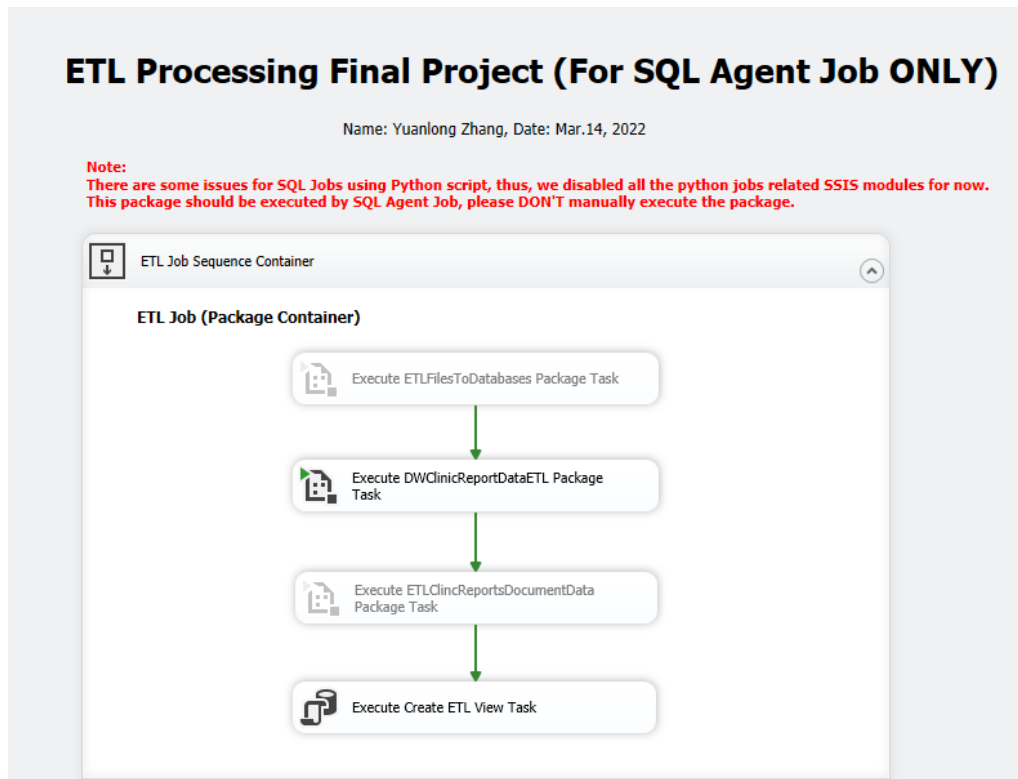 ETL Processing Final Project (For SQL Agent Job ONLY)
Name: Yuanlong Zhang, Date: Mar.14, 2022
Note:
There are some issues for SQL Jobs using Python script, thus, we disabled all the python jobs related SSIS modules for now.
This package should be executed by SQL Agent Job, please DON'T manually execute the package.
ETL Job Sequence Container
ETL Job (Package Container)
Execute ETLFilesToDatabases Package Task
Execute DWClinicReportDataETL Package
Task
Execute ETLClincReportsDocumentData
Package Task
Execute Create ETL View Task